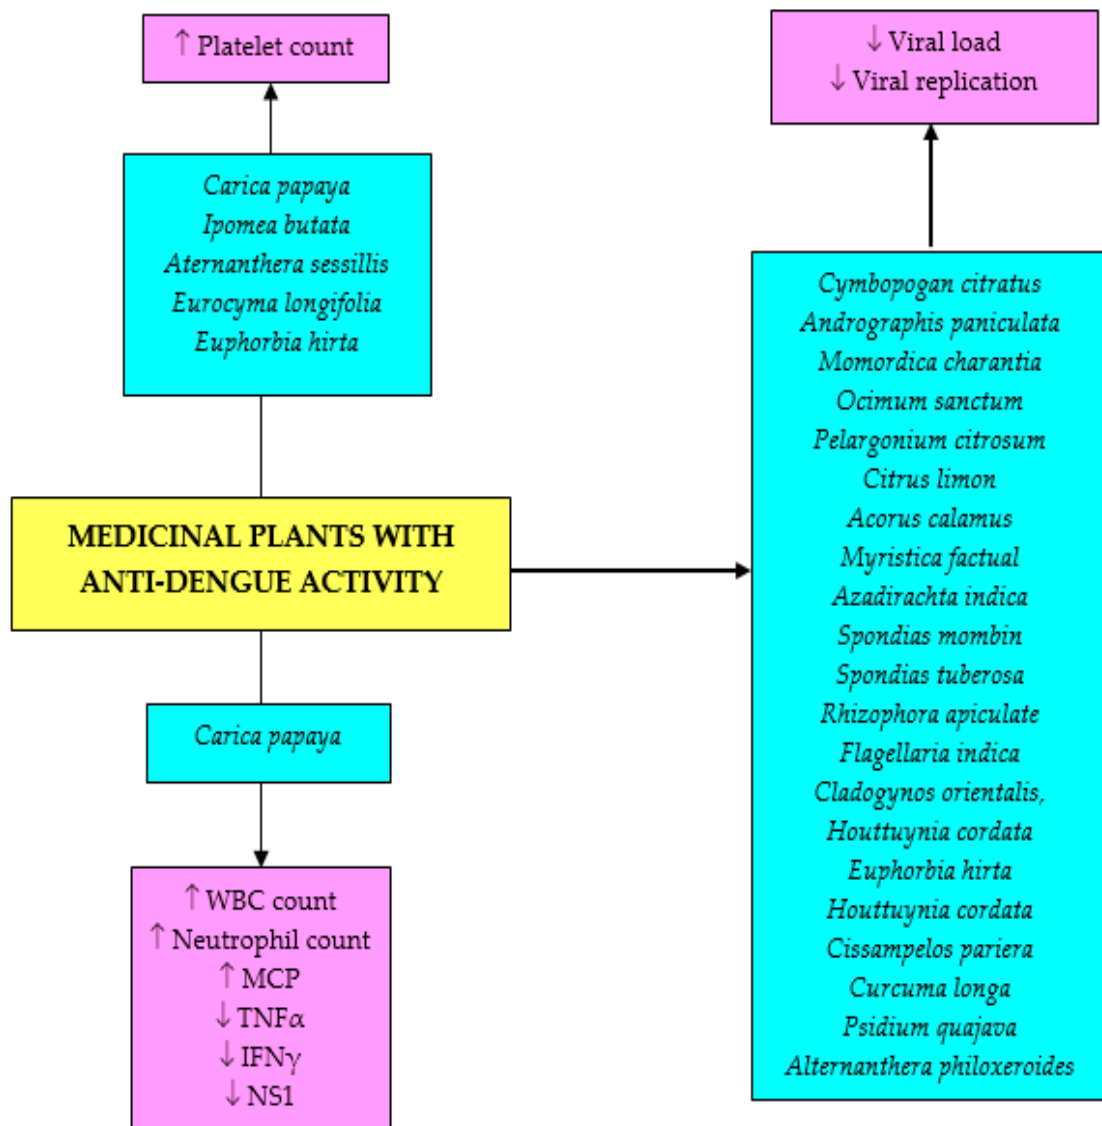 ↑ Platelet count
Carica papaya
Ipomea butata
Aternanthera sessillis
Eurocyma longifolia
Euphorbia hirta
MEDICINAL PLANTS WITH
ANTI-DENGUE ACTIVITY
Carica papaya
↑ WBC count
↑ Neutrophil count
↑ MCP
↓ TNFα
↓ IFNγ
↓ NS1
↓ Viral load
↓ Viral replication
Cymbopogan citratus
Andrographis paniculata
Momordica charantia
Ocimum sanctum
Pelargonium citrosum
Citrus limon
Acorus calamus
Myristica factual
Azadirachta indica
Spondias mombin
Spondias tuberosa
Rhizophora apiculate
Flagellaria indica
Cladogynos orientalis,
Houttuynia cordata
Euphorbia hirta
Houttuynia cordata
Cissampelos pariera
Curcuma longa
Psidium quajava
Alternanthera philoxeroides